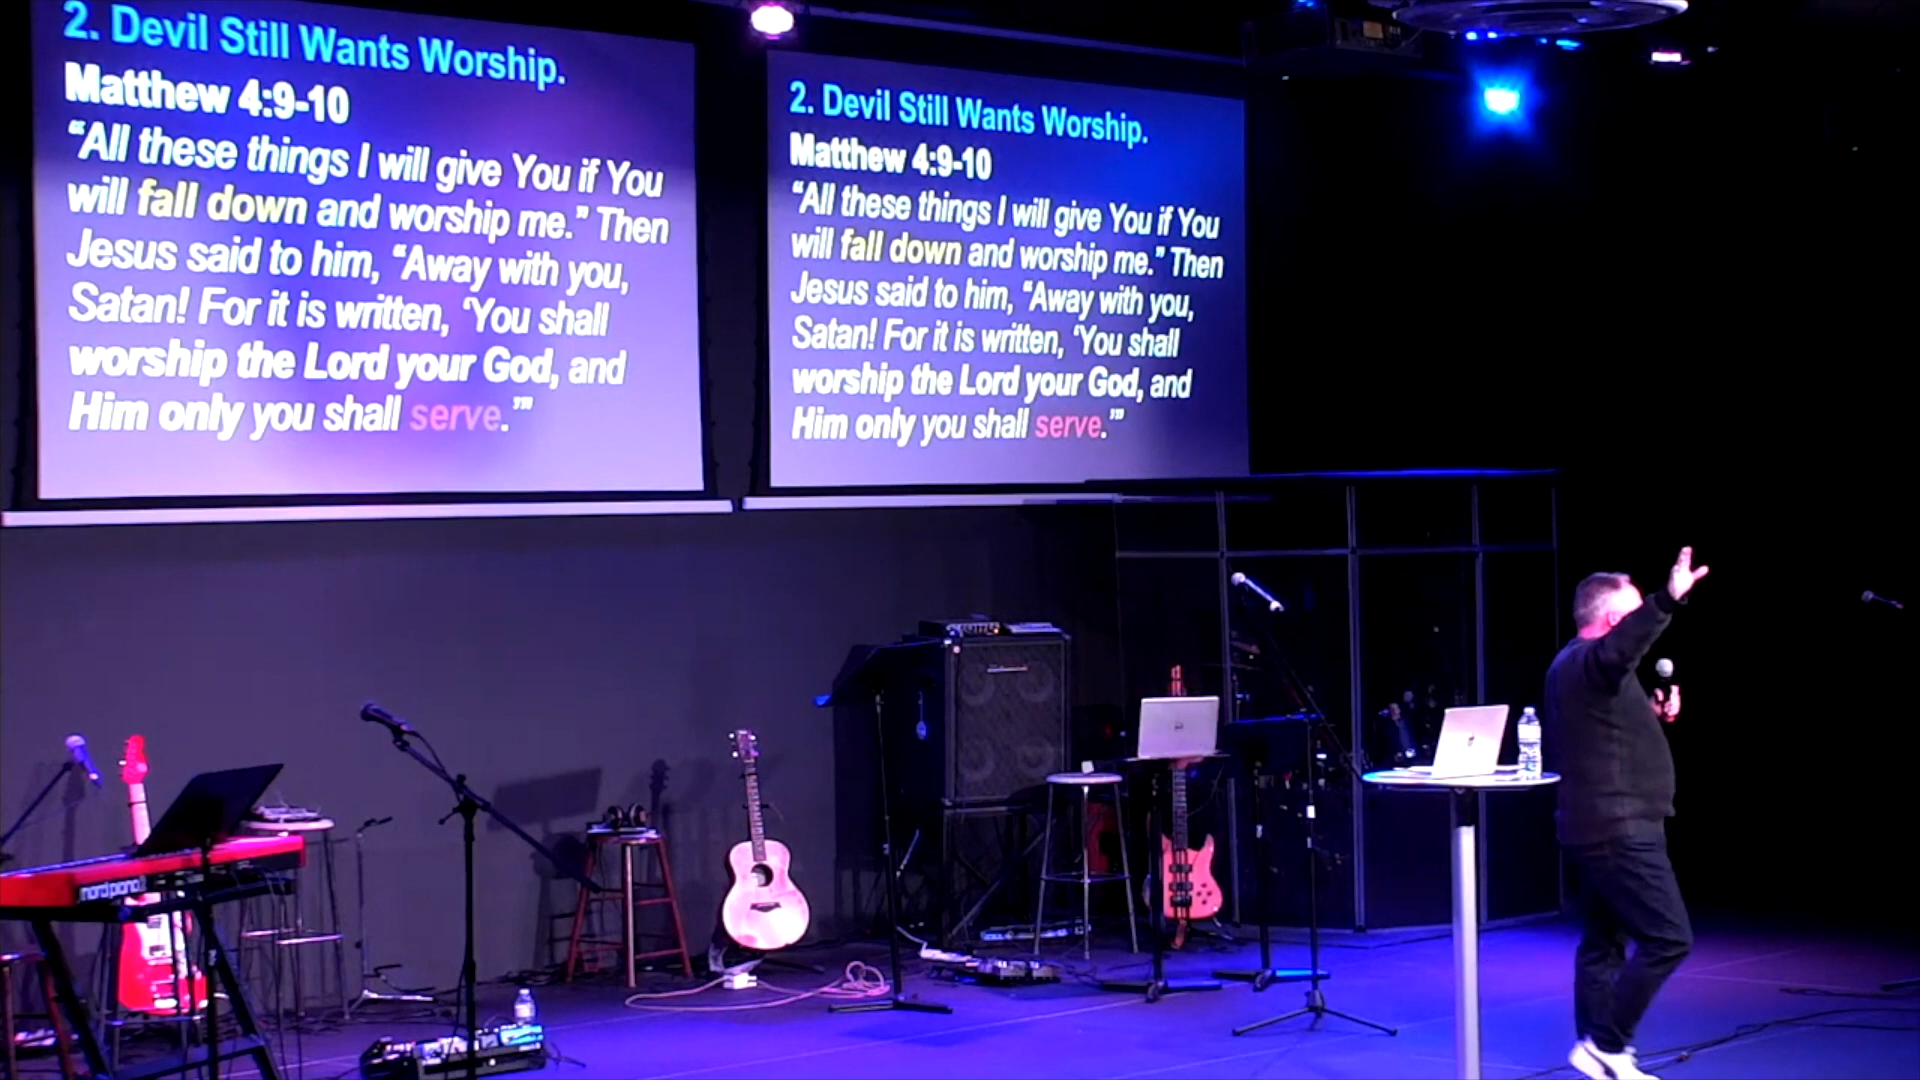 2. Devil Still Wants Worship.
Matthew 4:9-10
“All these things I will give You if You
will fall down and worship me.” Then
Jesus said to him, “Away with you,
Satan! For it is written, ‘You shall
worship the Lord your God, and
Him only you shall serve.’”
2. Devil Still Wants Worship.
Matthew 4:9-10
“All these things I will give You if You
will fall down and worship me.” Then
Jesus said to him, “Away with you,
Satan! For it is written, ‘You shall
worship the Lord your God, and
Him only you shall serve.’”
nord piano